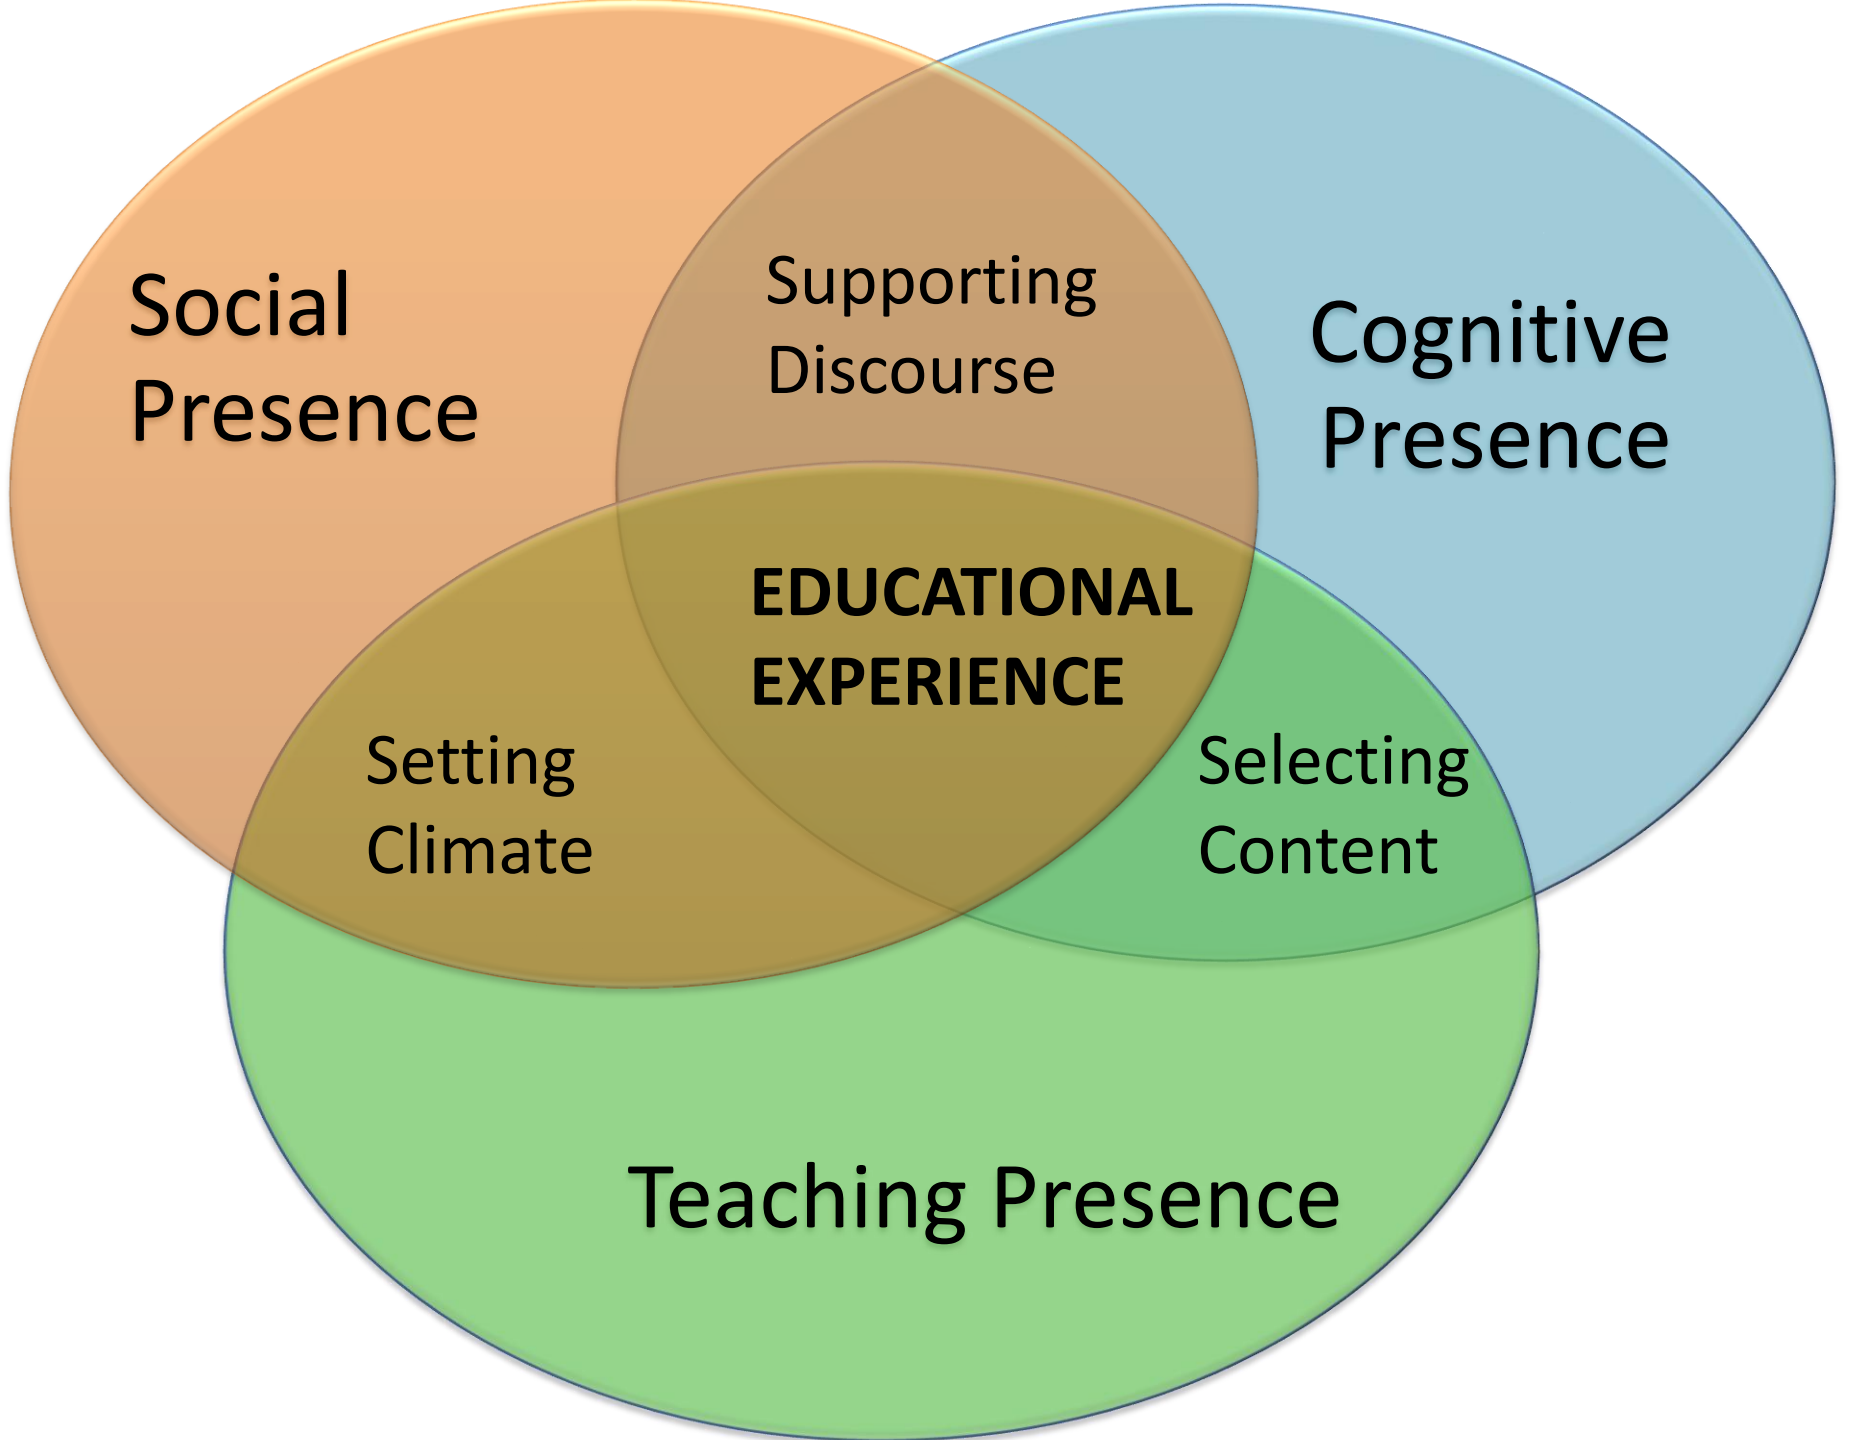 Social
Presence
Supporting
Discourse
Cognitive
Presence
EDUCATIONAL
EXPERIENCE
Setting
Climate
Selecting
Content
Teaching Presence